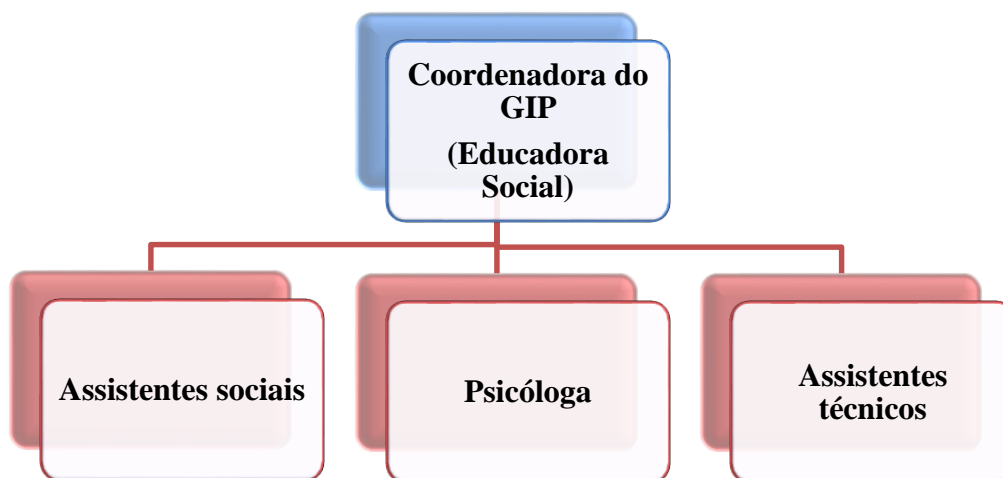 Coordenadora do
GIP
(Educadora
Social)
Assistentes sociais
Psicóloga
Assistentes
técnicos